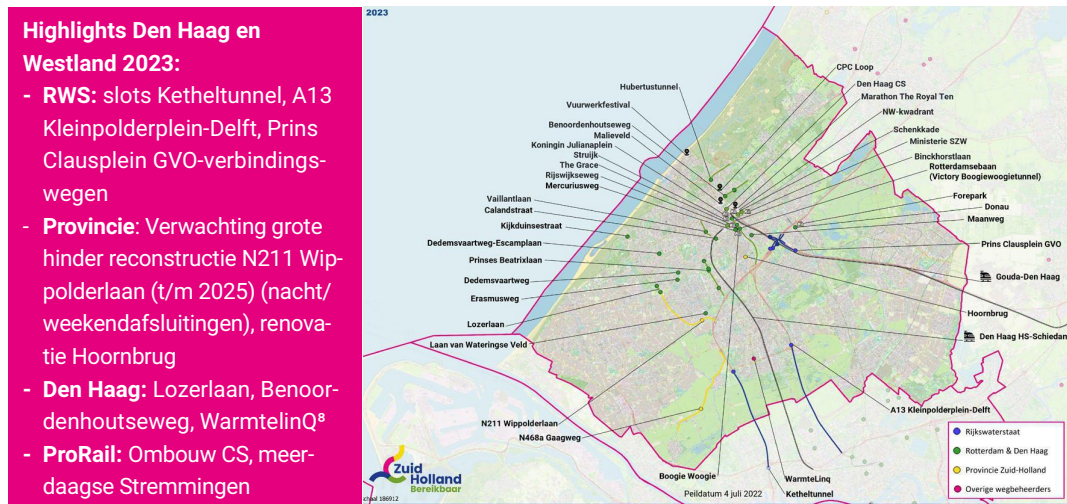 Highlights Den Haag en
Westland 2023:
- RWS: slots Ketheltunnel, A13
Kleinpolderplein-Delft, Prins
Clausplein GVO-verbindings-
wegen
- Provincie: Verwachting grote
hinder reconstructie N211 Wip-
polderlaan (t/m 2025) (nacht/
weekendafsluitingen), renova-
tie Hoornbrug
- Den Haag: Lozerlaan, Benoor-
denhoutseweg, WarmtelinQ⁸
- ProRail: Ombouw CS, meer-
daagse Stremmingen
2023
CPC Loop
Den Haag CS
Marathon The Royal Ten
NW-kwadrant
Schenkkade
Ministerie SZW
Binckhorstlaan
Rotterdamsebaan
(Victory Boogiewoogietunnel)
Forepark
Donau
Maanweg
Prins Clausplein GVO
Gouda-Den Haag
Hoornbrug
Den Haag HS-Schiedam
A13 Kleinpolderplein-Delft
Hubertustunnel
Vuurwerkfestival
Benoordenhoutseweg
Malieveld
Koningin Julianaplein
Struijk
The Grace
Rijswijkseweg
Mercuriusweg
Vaillantlaan
Calandstraat
Kijkduinsestraat
Dedemsvaartweg-Escamplaan
Prinses Beatrixlaan
Dedemsvaartweg
Erasmusweg
Lozerlaan
Laan van Wateringse Veld
N211 Wippolderlaan
N468a Gaagweg
Boogie Woogie
WarmteLinq
Ketheltunnel
Peildatum 4 juli 2022
Rijkswaterstaat
Rotterdam & Den Haag
Provincie Zuid-Holland
Overige wegbeheerders
Zuid
Holland
Bereikbaar
chaal 186912